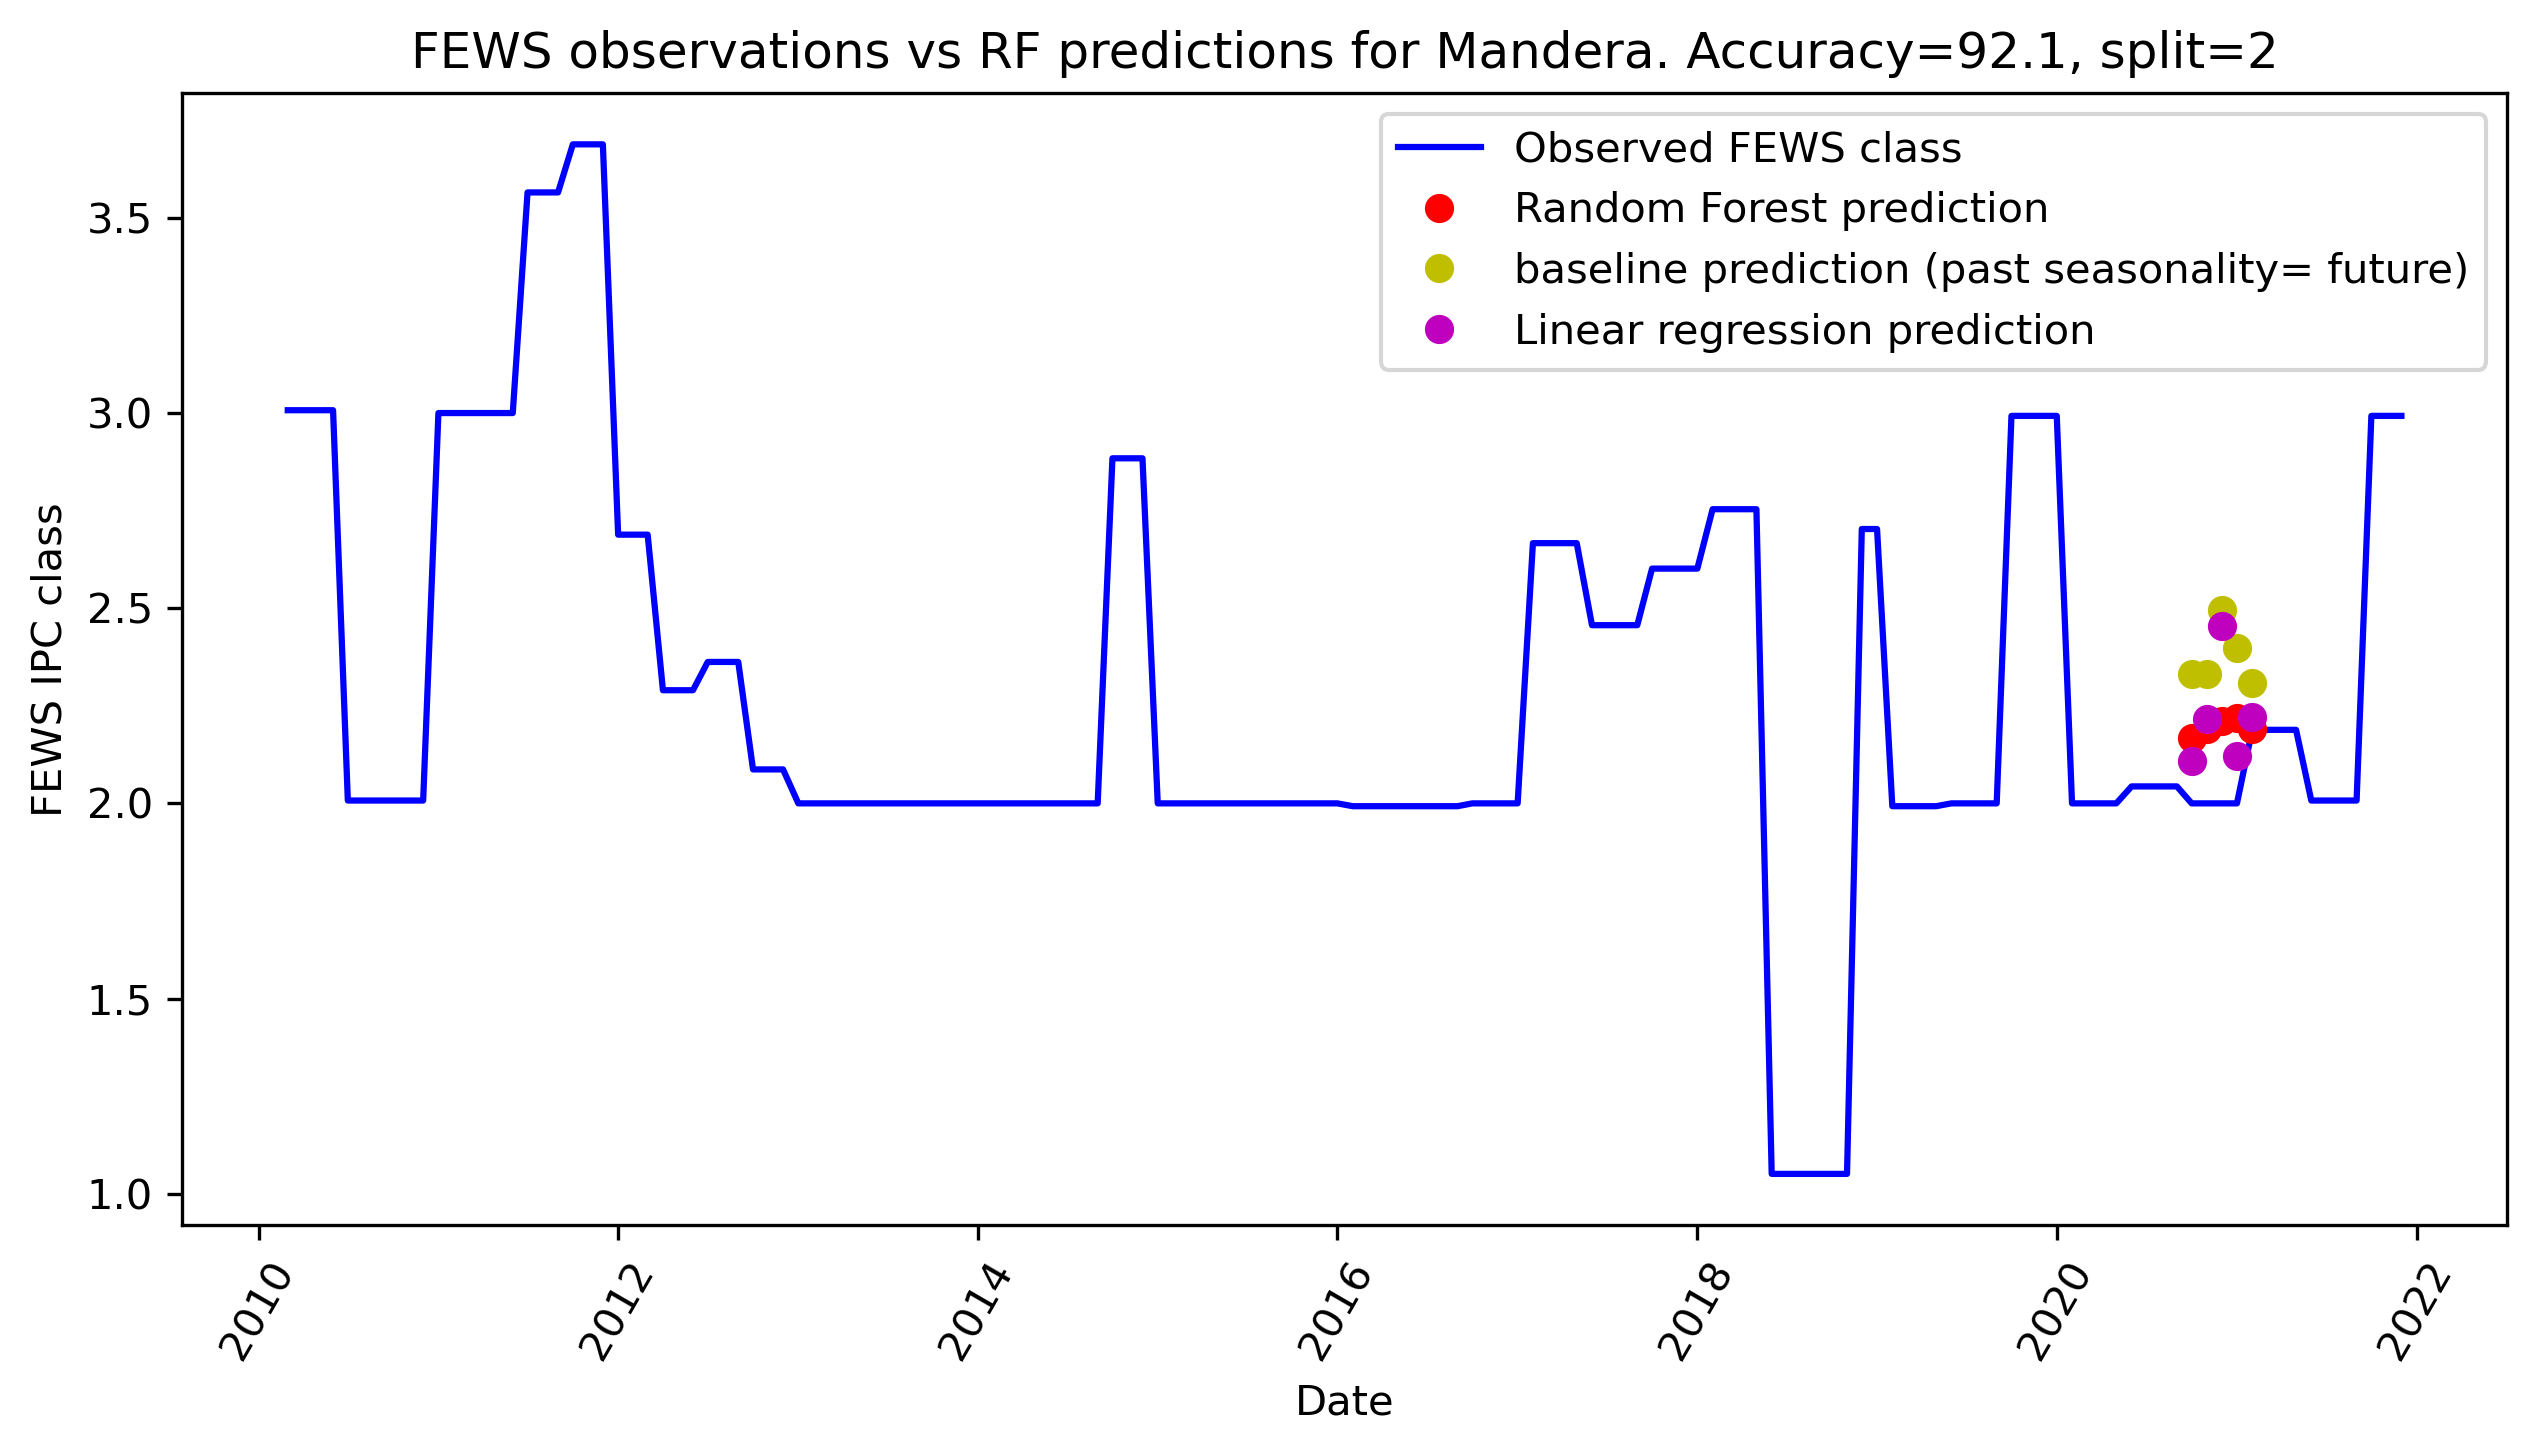 FEWS observations vs RF predictions for Mandera. Accuracy=92.1, split=2
Observed FEWS class
Random Forest prediction
baseline prediction (past seasonality= future)
Linear regression prediction
FEWS IPC class
3.5
3.0
2.5
2.0
1.5
1.0
2010
2012
2014
2016
2018
2020
2022
Date